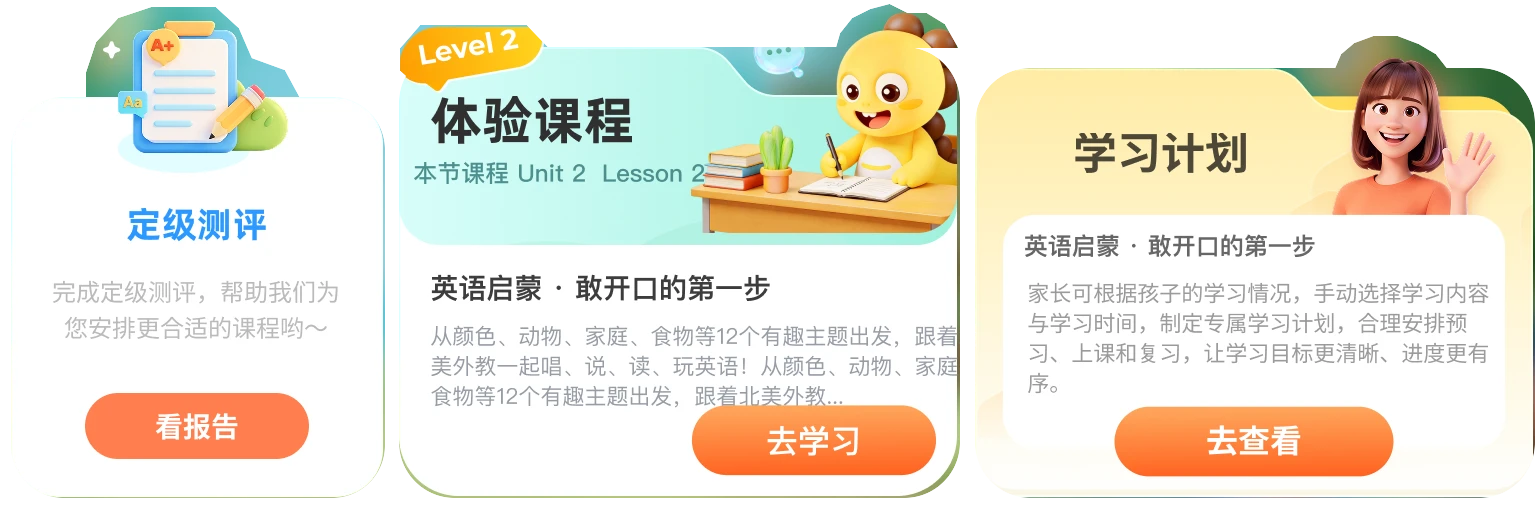 A+
Aa
定级测评
完成定级测评，帮助我们为
您安排更合适的课程哟～
看报告
Level 2
体验课程
本节课程 Unit 2 Lesson 2
英语启蒙 · 敢开口的第一步
从颜色、动物、家庭、食物等12个有趣主题出发，跟着
美外教一起唱、说、读、玩英语！从颜色、动物、家庭
食物等12个有趣主题出发，跟着北美外教...
去学习
学习计划
英语启蒙 · 敢开口的第一步
家长可根据孩子的学习情况，手动选择学习内容
与学习时间，制定专属学习计划，合理安排预
习、上课和复习，让学习目标更清晰、进度更有
序。
去查看